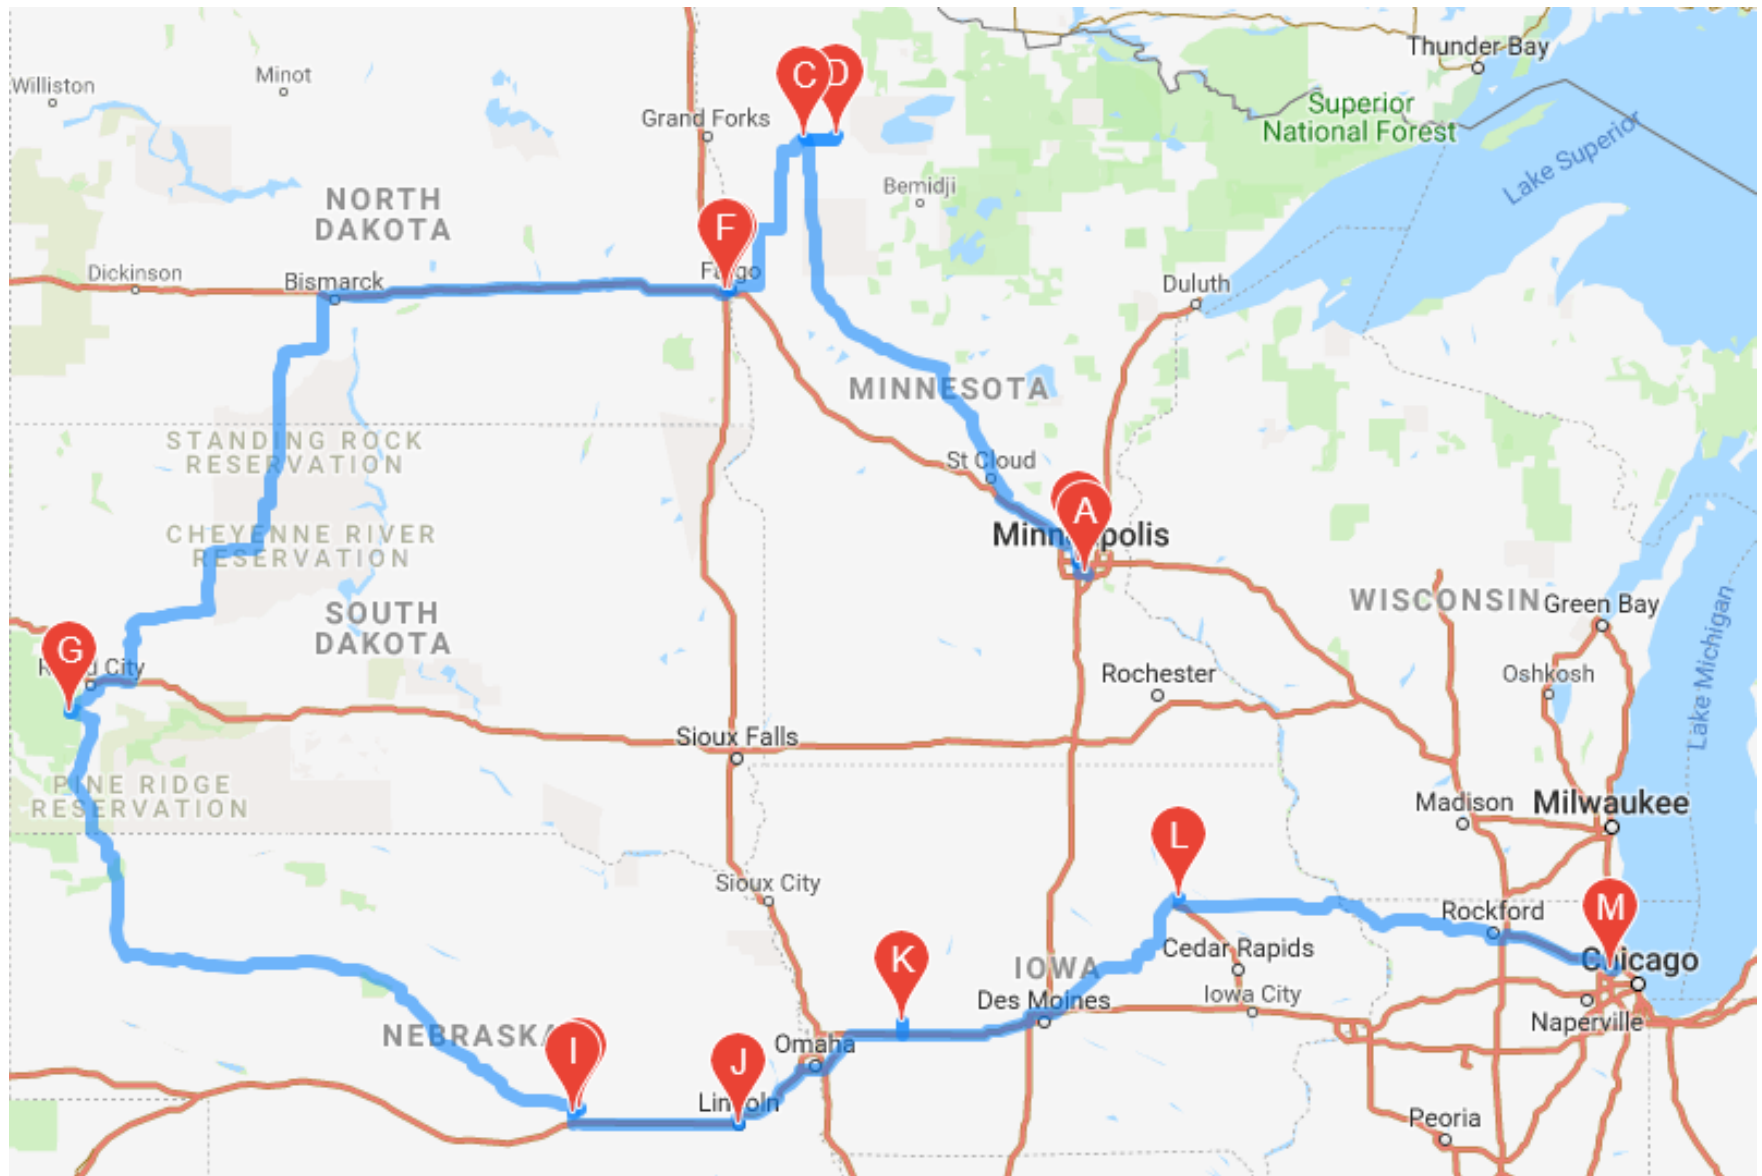 Thunder Bay
Williston
Minot
C
D
Superior
National Forest
Grand Forks
Lake Superior
Bemidji
NORTH
DAKOTA
F
Dickinson
Bismarck
Duluth
MINNESOTA
STANDING ROCK
RESERVATION
St Cloud
A
CHEYENNE RIVER
RESERVATION
SOUTH
DAKOTA
WISCONSIN
Green Bay
Lake Michigan
G
City
Rochester
Oshkosh
Sioux Falls
PINE RIDGE
RESERVATION
Madison
Milwaukee
L
Sioux City
Rockford
M
Cedar Rapids
K
IOWA
Des Moines
Iowa City
Naperville
NEBRASKA
I
J
Omaha
Peoria